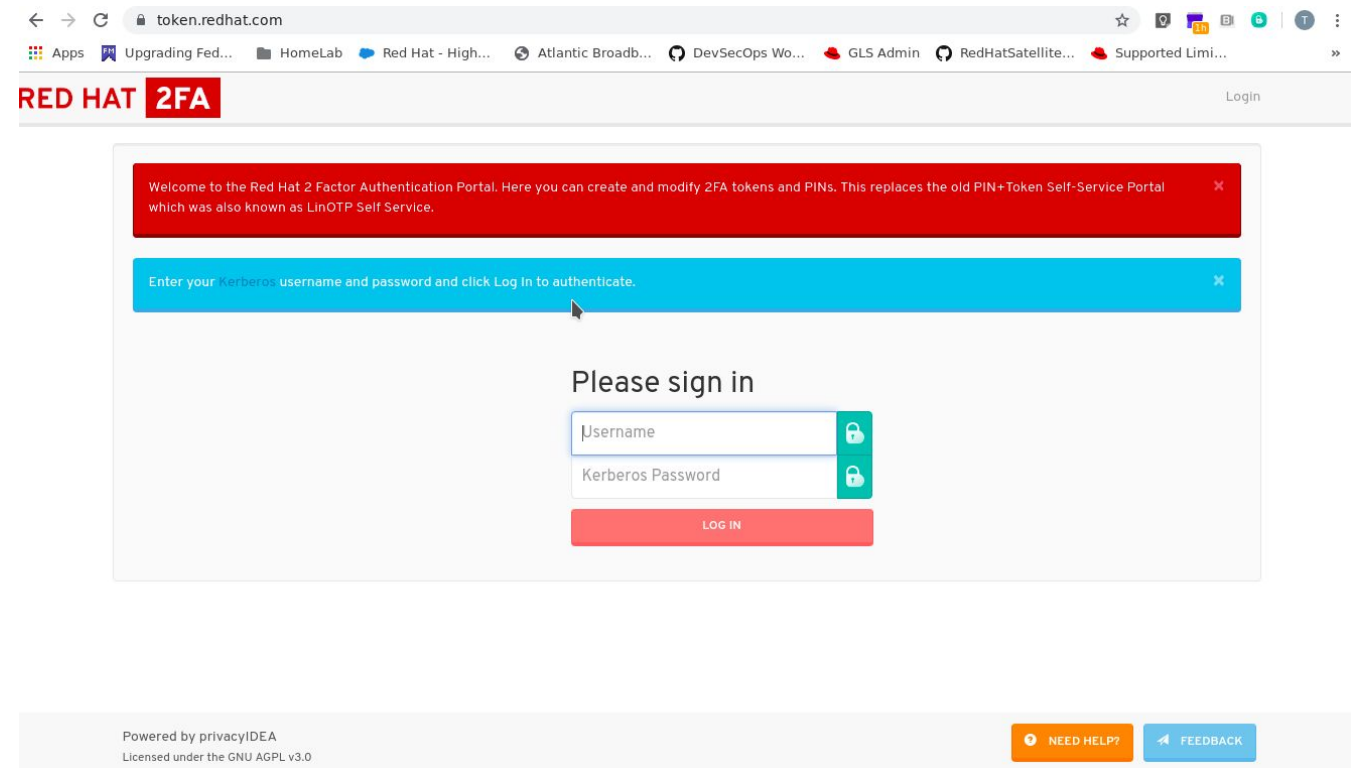 token.redhat.com
1h
T
Apps Upgrading Fed... HomeLab Red Hat - High... Atlantic Broadb... DevSecOps Wo... GLS Admin RedHatSatellite... Supported Limi... »
RED HAT 2FA
Login
Welcome to the Red Hat 2 Factor Authentication Portal. Here you can create and modify 2FA tokens and PINs. This replaces the old PIN+Token Self-Service Portal
which was also known as LinOTP Self Service.
Enter your Kerberos username and password and click Log In to authenticate.
Please sign in
Username
Kerberos Password
LOG IN
Powered by privacyIDEA
Licensed under the GNU AGPL v3.0
NEED HELP?
FEEDBACK